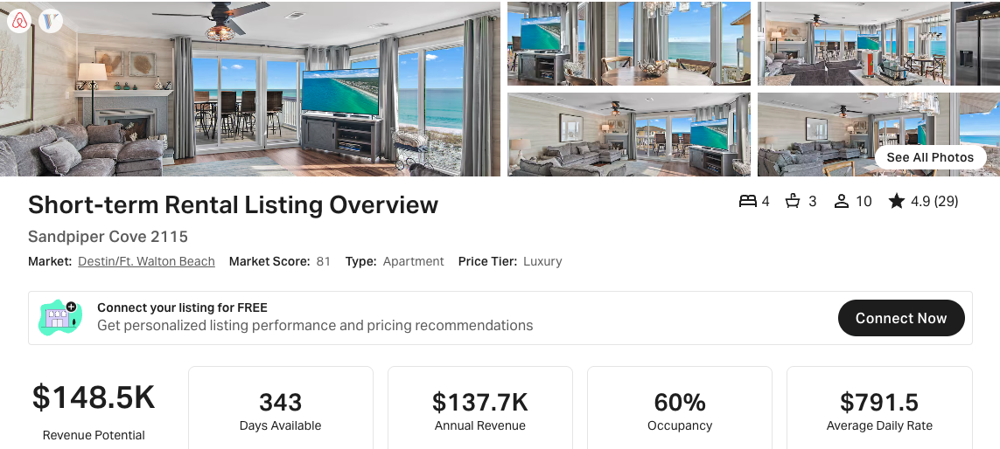 See All Photos
Short-term Rental Listing Overview
4 3 10 4.9 (29)
Sandpiper Cove 2115
Market: Destin/Ft. Walton Beach Market Score: 81 Type: Apartment Price Tier: Luxury
Connect your listing for FREE
Get personalized listing performance and pricing recommendations
Connect Now
$148.5K
Revenue Potential
343
Days Available
$137.7K
Annual Revenue
60%
Occupancy
$791.5
Average Daily Rate